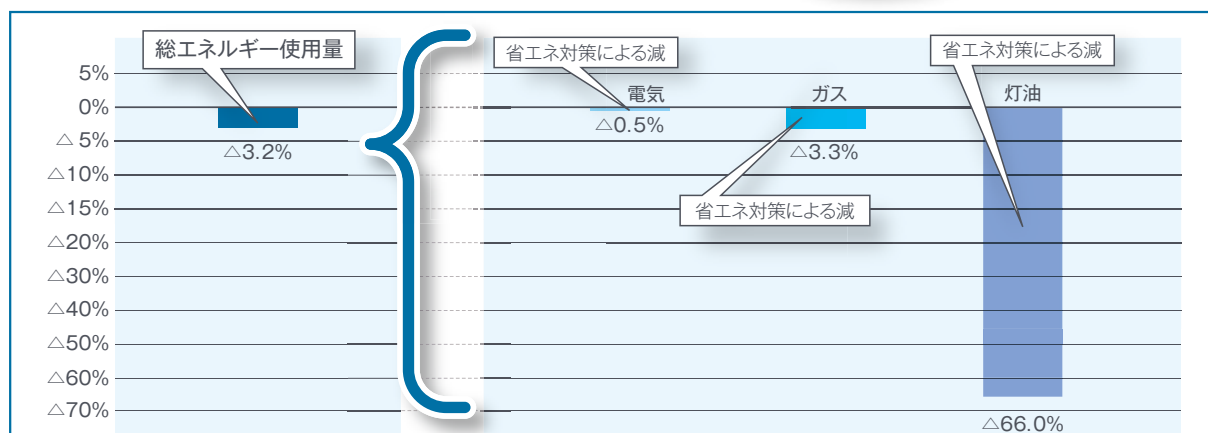 総エネルギー使用量
省エネ対策による減
省エネ対策による減
5%
0%
△ 5%
△10%
△15%
△20%
△30%
△40%
△50%
△60%
△70%
△3.2%
電気
ガス
灯油
△0.5%
△3.3%
省エネ対策による減
△66.0%